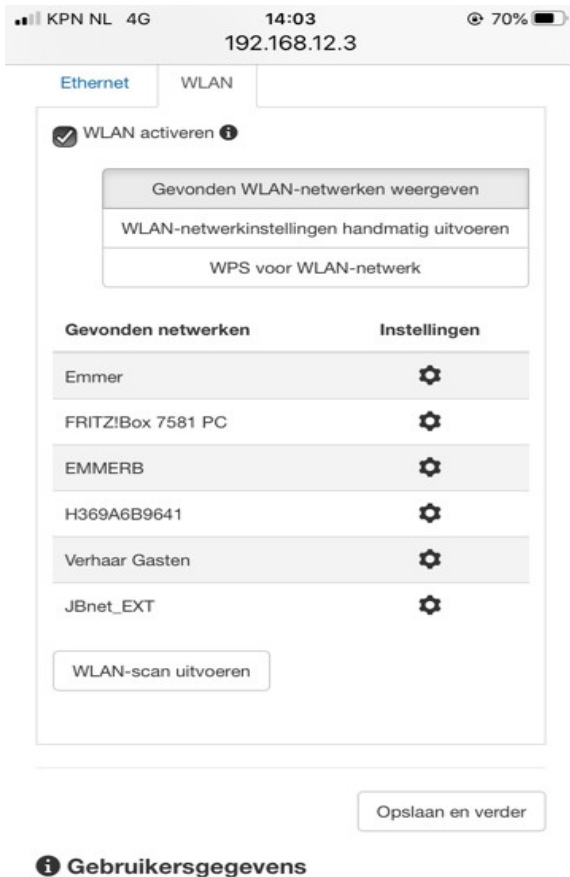 KPN NL 4G 14:03 70%
192.168.12.3
Ethernet WLAN
WLAN activeren
Gevonden WLAN-netwerken weergeven
WLAN-netwerkinstellingen handmatig uitvoeren
WPS voor WLAN-netwerk
Gevonden netwerken Instellingen
Emmer
FRITZ!Box 7581 PC
EMMERB
H369A6B9641
Verhaar Gasten
JBnet_EXT
WLAN-scan uitvoeren
Opslaan en verder
Gebruikersgegevens